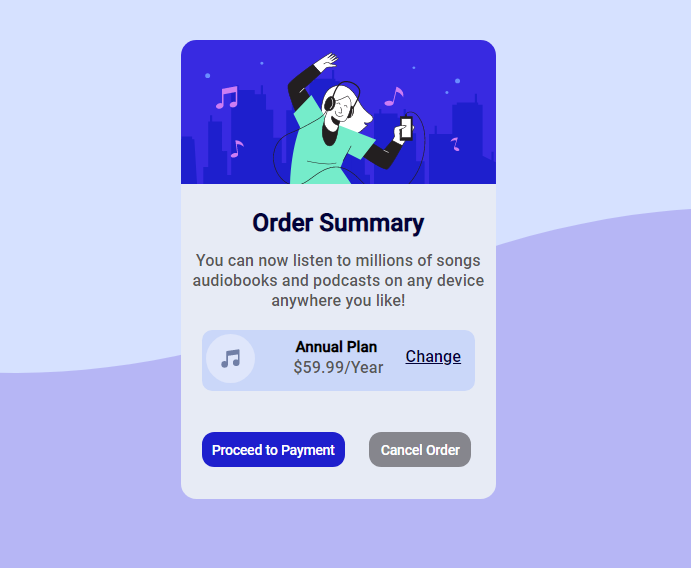 Order Summary
You can now listen to millions of songs
audiobooks and podcasts on any device
anywhere you like!
Annual Plan
$59.99/Year
Change
Proceed to Payment
Cancel Order